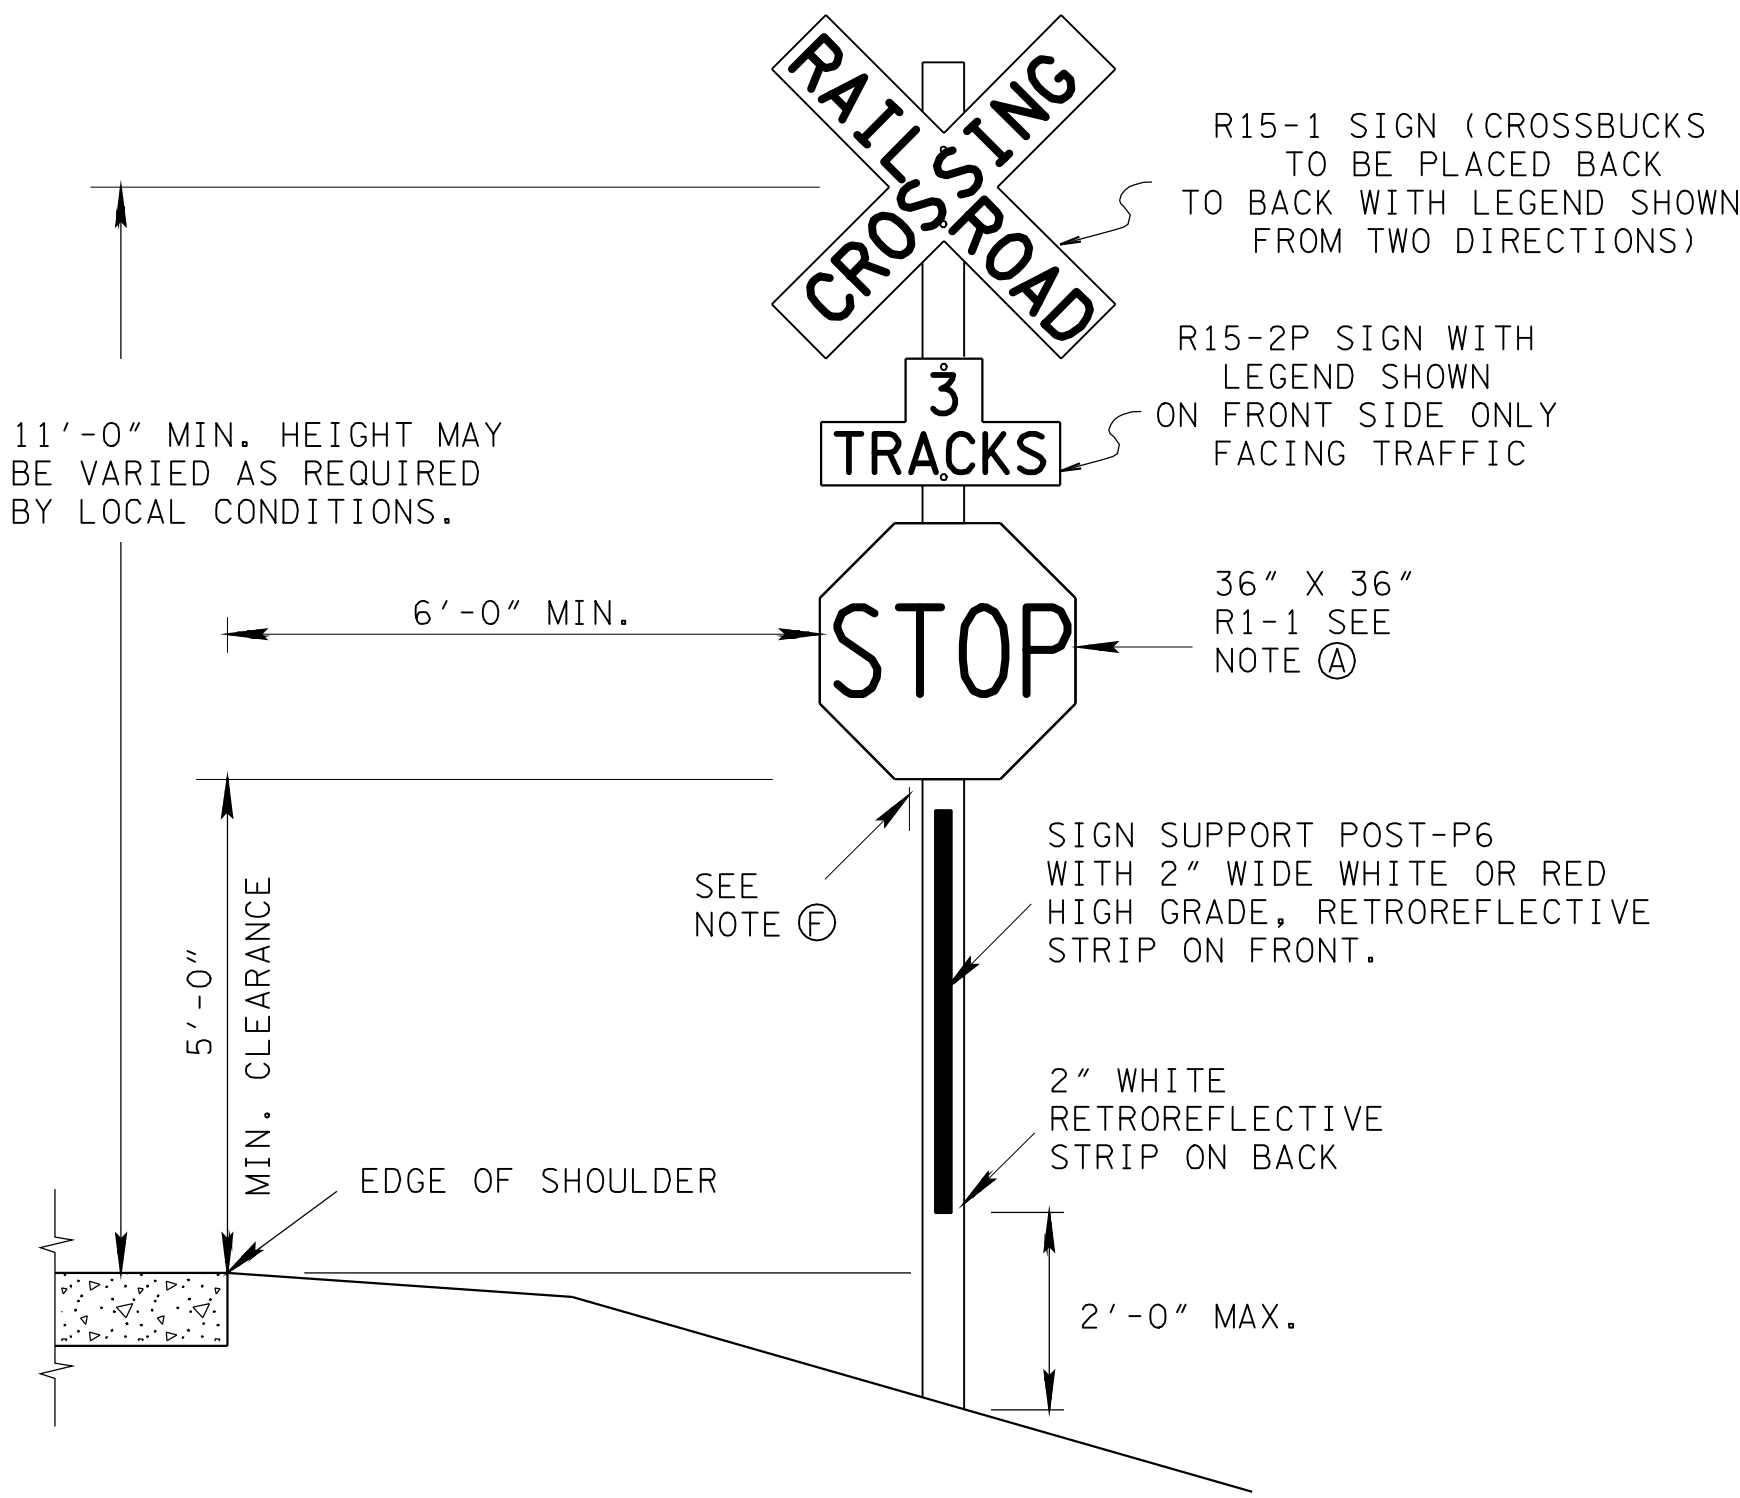 RAILROAD
CROSSING
R15-1 SIGN (CROSSBUCKS
TO BE PLACED BACK
TO BACK WITH LEGEND SHOWN
FROM TWO DIRECTIONS)
3
TRACKS
R15-2P SIGN WITH
LEGEND SHOWN
ON FRONT SIDE ONLY
FACING TRAFFIC
11'-0" MIN. HEIGHT MAY
BE VARIED AS REQUIRED
BY LOCAL CONDITIONS.
6'-0" MIN.
STOP
36" X 36"
R1-1 SEE
NOTE A
SEE
NOTE F
SIGN SUPPORT POST-P6
WITH 2" WIDE WHITE OR RED
HIGH GRADE, RETROREFLECTIVE
STRIP ON FRONT.
5'-0"
MIN. CLEARANCE
2" WHITE
RETROREFLECTIVE
STRIP ON BACK
EDGE OF SHOULDER
2'-0" MAX.